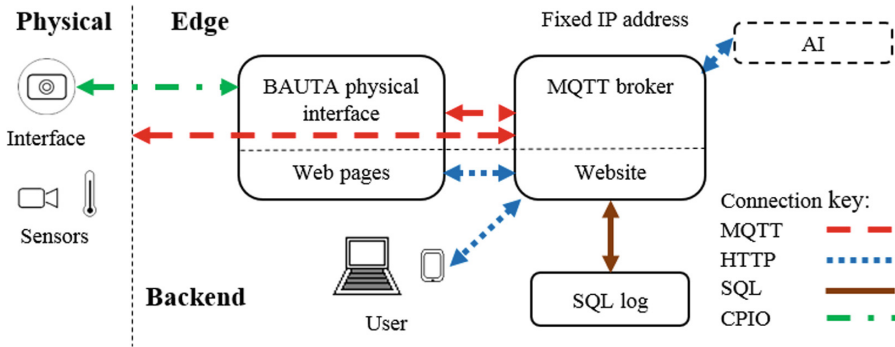 Physical
Edge
Fixed IP address
AI
BAUTA physical
interface
MQTT broker
Interface
Web pages
Website
Sensors
Connection key:
MQTT
HTTP
SQL
CPIO
Backend
User
SQL log